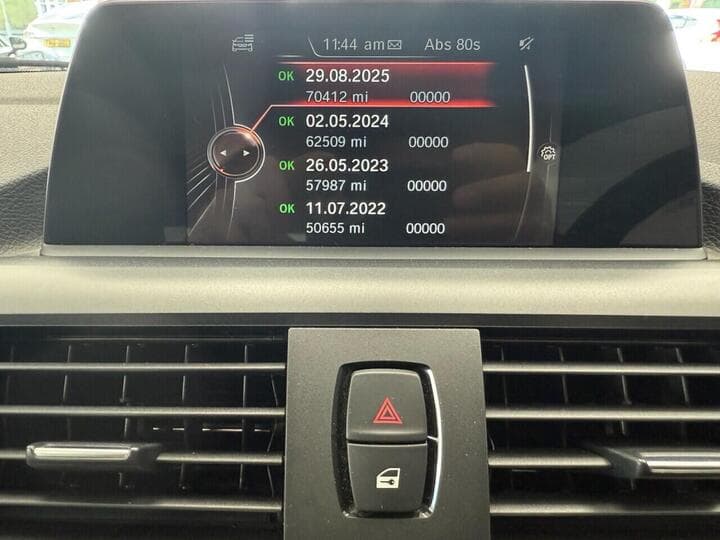 11:44 am Abs 80s
OK 29.08.2025
70412 mi 00000
OK 02.05.2024
62509 mi 00000
OK 26.05.2023
57987 mi 00000
OK 11.07.2022
50655 mi 00000
OPT